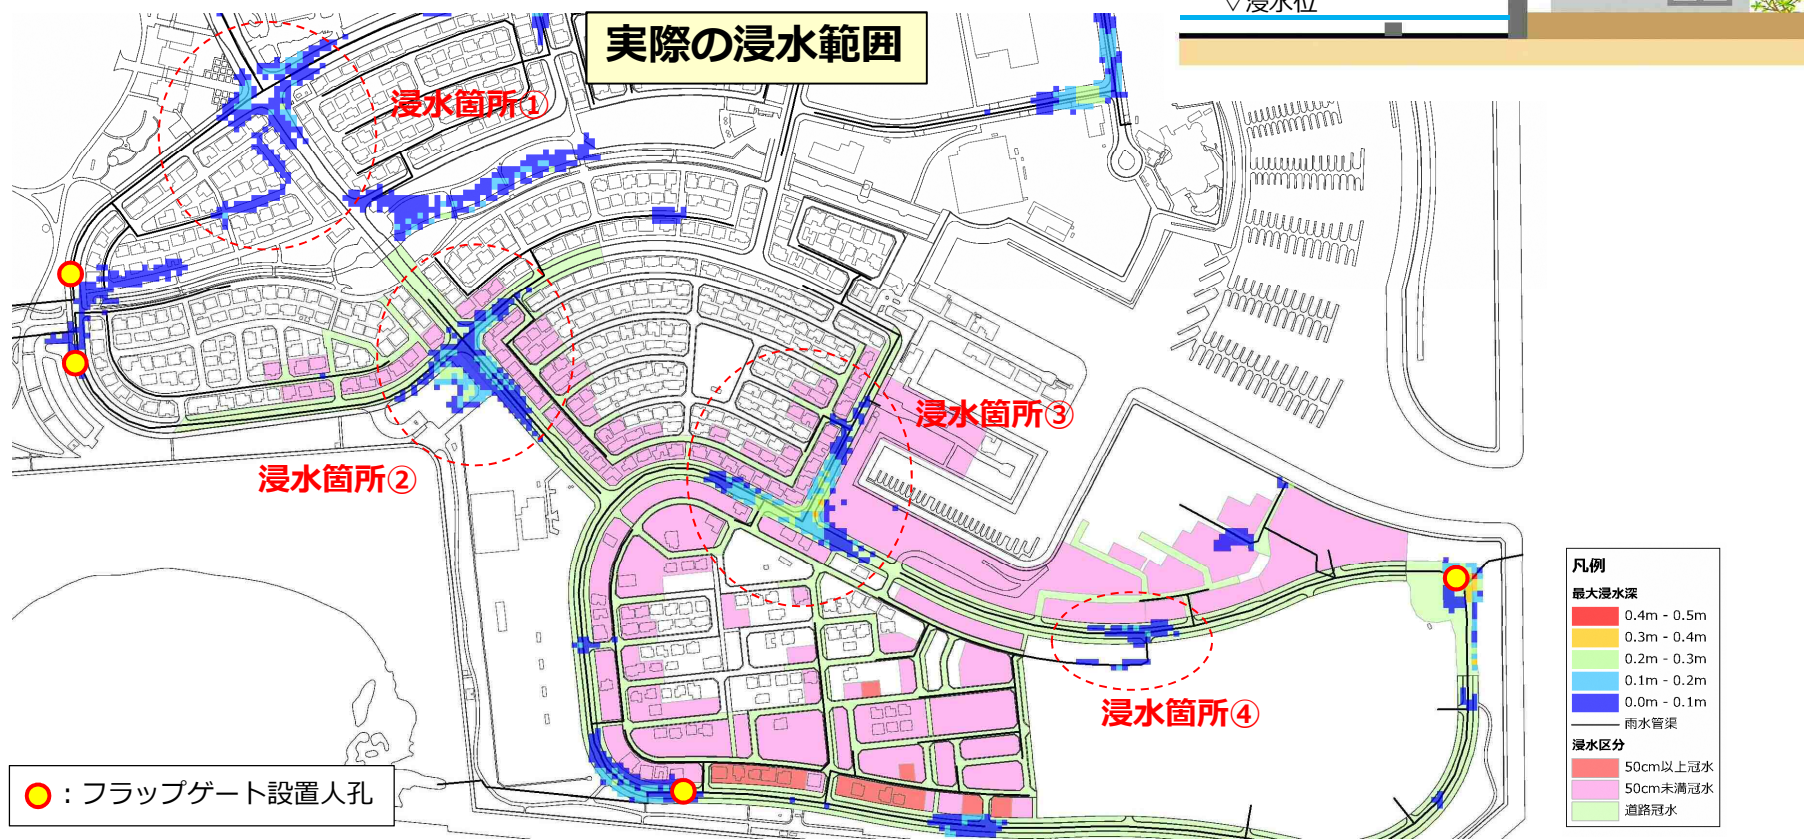 ▽浸水位
実際の浸水範囲
浸水箇所①
浸水箇所②
浸水箇所③
浸水箇所④
：フラップゲート設置人孔
凡例
最大浸水深
0.4m - 0.5m
0.3m - 0.4m
0.2m - 0.3m
0.1m - 0.2m
0.0m - 0.1m
雨水管渠
浸水区分
50cm以上冠水
50cm未満冠水
道路冠水